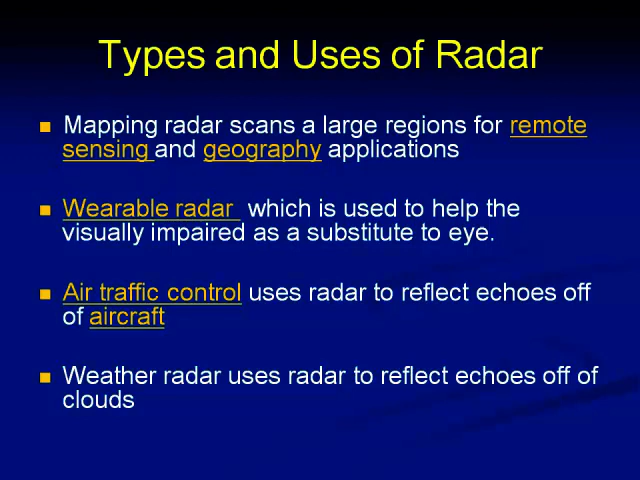 Types and Uses of Radar
Mapping radar scans a large regions for remote
sensing and geography applications
Wearable radar which is used to help the
visually impaired as a substitute to eye.
Air traffic control uses radar to reflect echoes off
of aircraft
Weather radar uses radar to reflect echoes off of
clouds